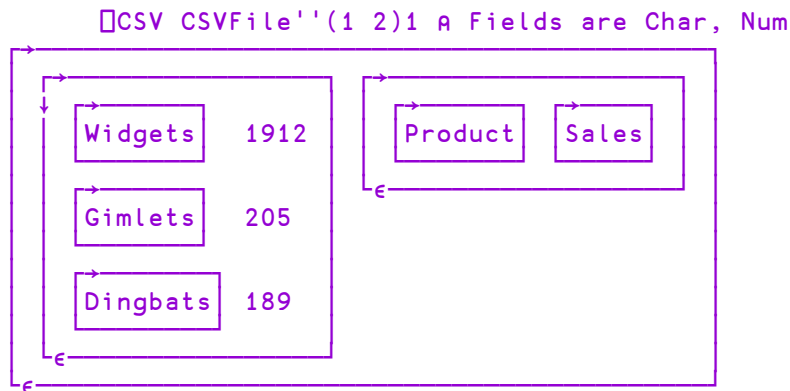 ⎕CSV CSVFile''(1 2)1 ⍝ Fields are Char, Num
Widgets 1912 Product Sales
Gimlets 205
Dingbats 189